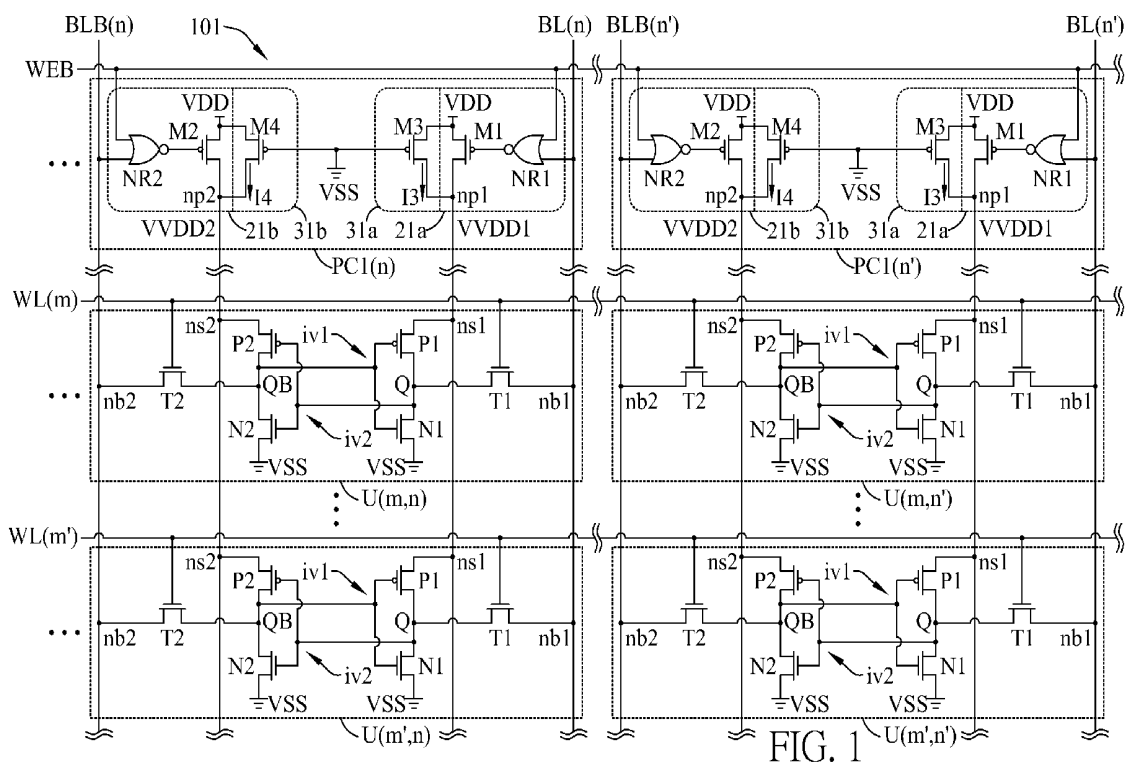 BLB(n) 101 BL(n) BLB(n') BL(n')
WEB
VDD VDD VDD VDD
M2 M4 M3 M1 M2 M4 M3 M1
NR2 VSS NR1 NR2 VSS NR1
np2 I4 I3 np1 np2 I4 I3 np1
VVDD2 21b 31b 31a 21a VVDD1 VVDD2 21b 31b 31a 21a VVDD1
PC1(n) PC1(n')
WL(m)
ns2 ns1 ns2 ns1
P2 iv1 P1 P2 iv1 P1
QB Q QB Q
nb2 T2 T1 nb1 nb2 T2 T1 nb1
N2 iv2 N1 N2 iv2 N1
VSS VSS VSS VSS
U(m,n) U(m,n')
WL(m')
ns2 ns1 ns2 ns1
P2 iv1 P1 P2 iv1 P1
QB Q QB Q
nb2 T2 T1 nb1 nb2 T2 T1 nb1
N2 iv2 N1 N2 iv2 N1
VSS VSS VSS VSS
U(m',n) U(m',n')
FIG. 1